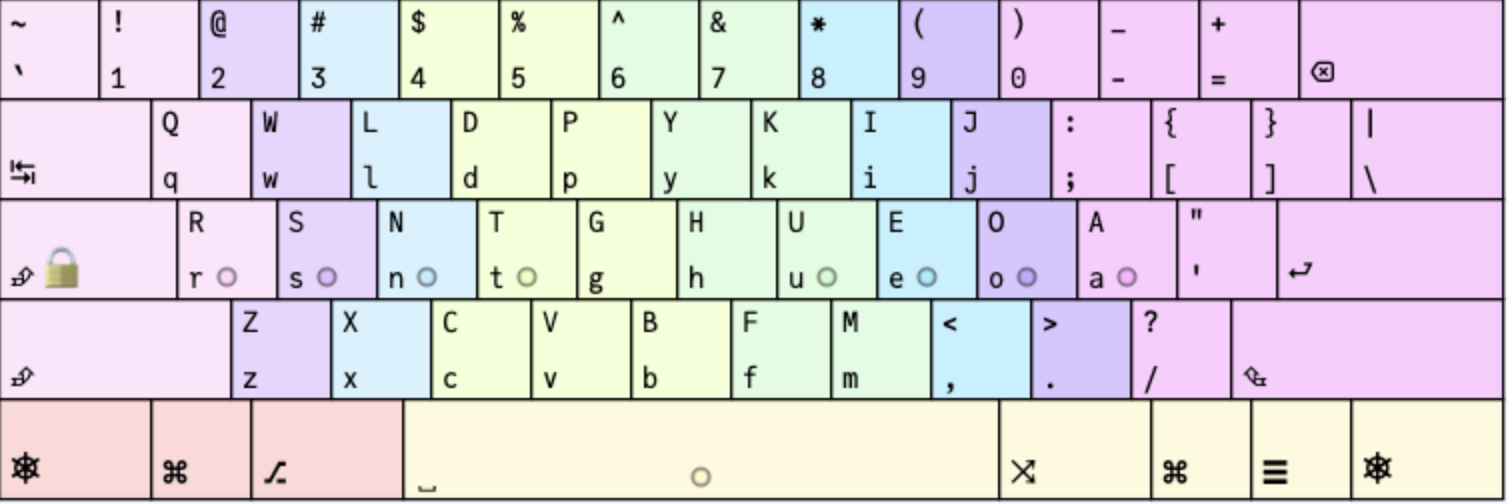 ~ ! @ # $ % ^ & * ( ) _ +
` 1 2 3 4 5 6 7 8 9 0 - = ⌫
Q W L D P Y K I J : { } |
↹ q w l d p y k i j ; [ ] \
R S N T G H U E O A "
r s n t g h u e o a ' ↵
Z X C V B F M < > ?
z x c v b f m , . /
⌘ ⌥ ⌘ ☰